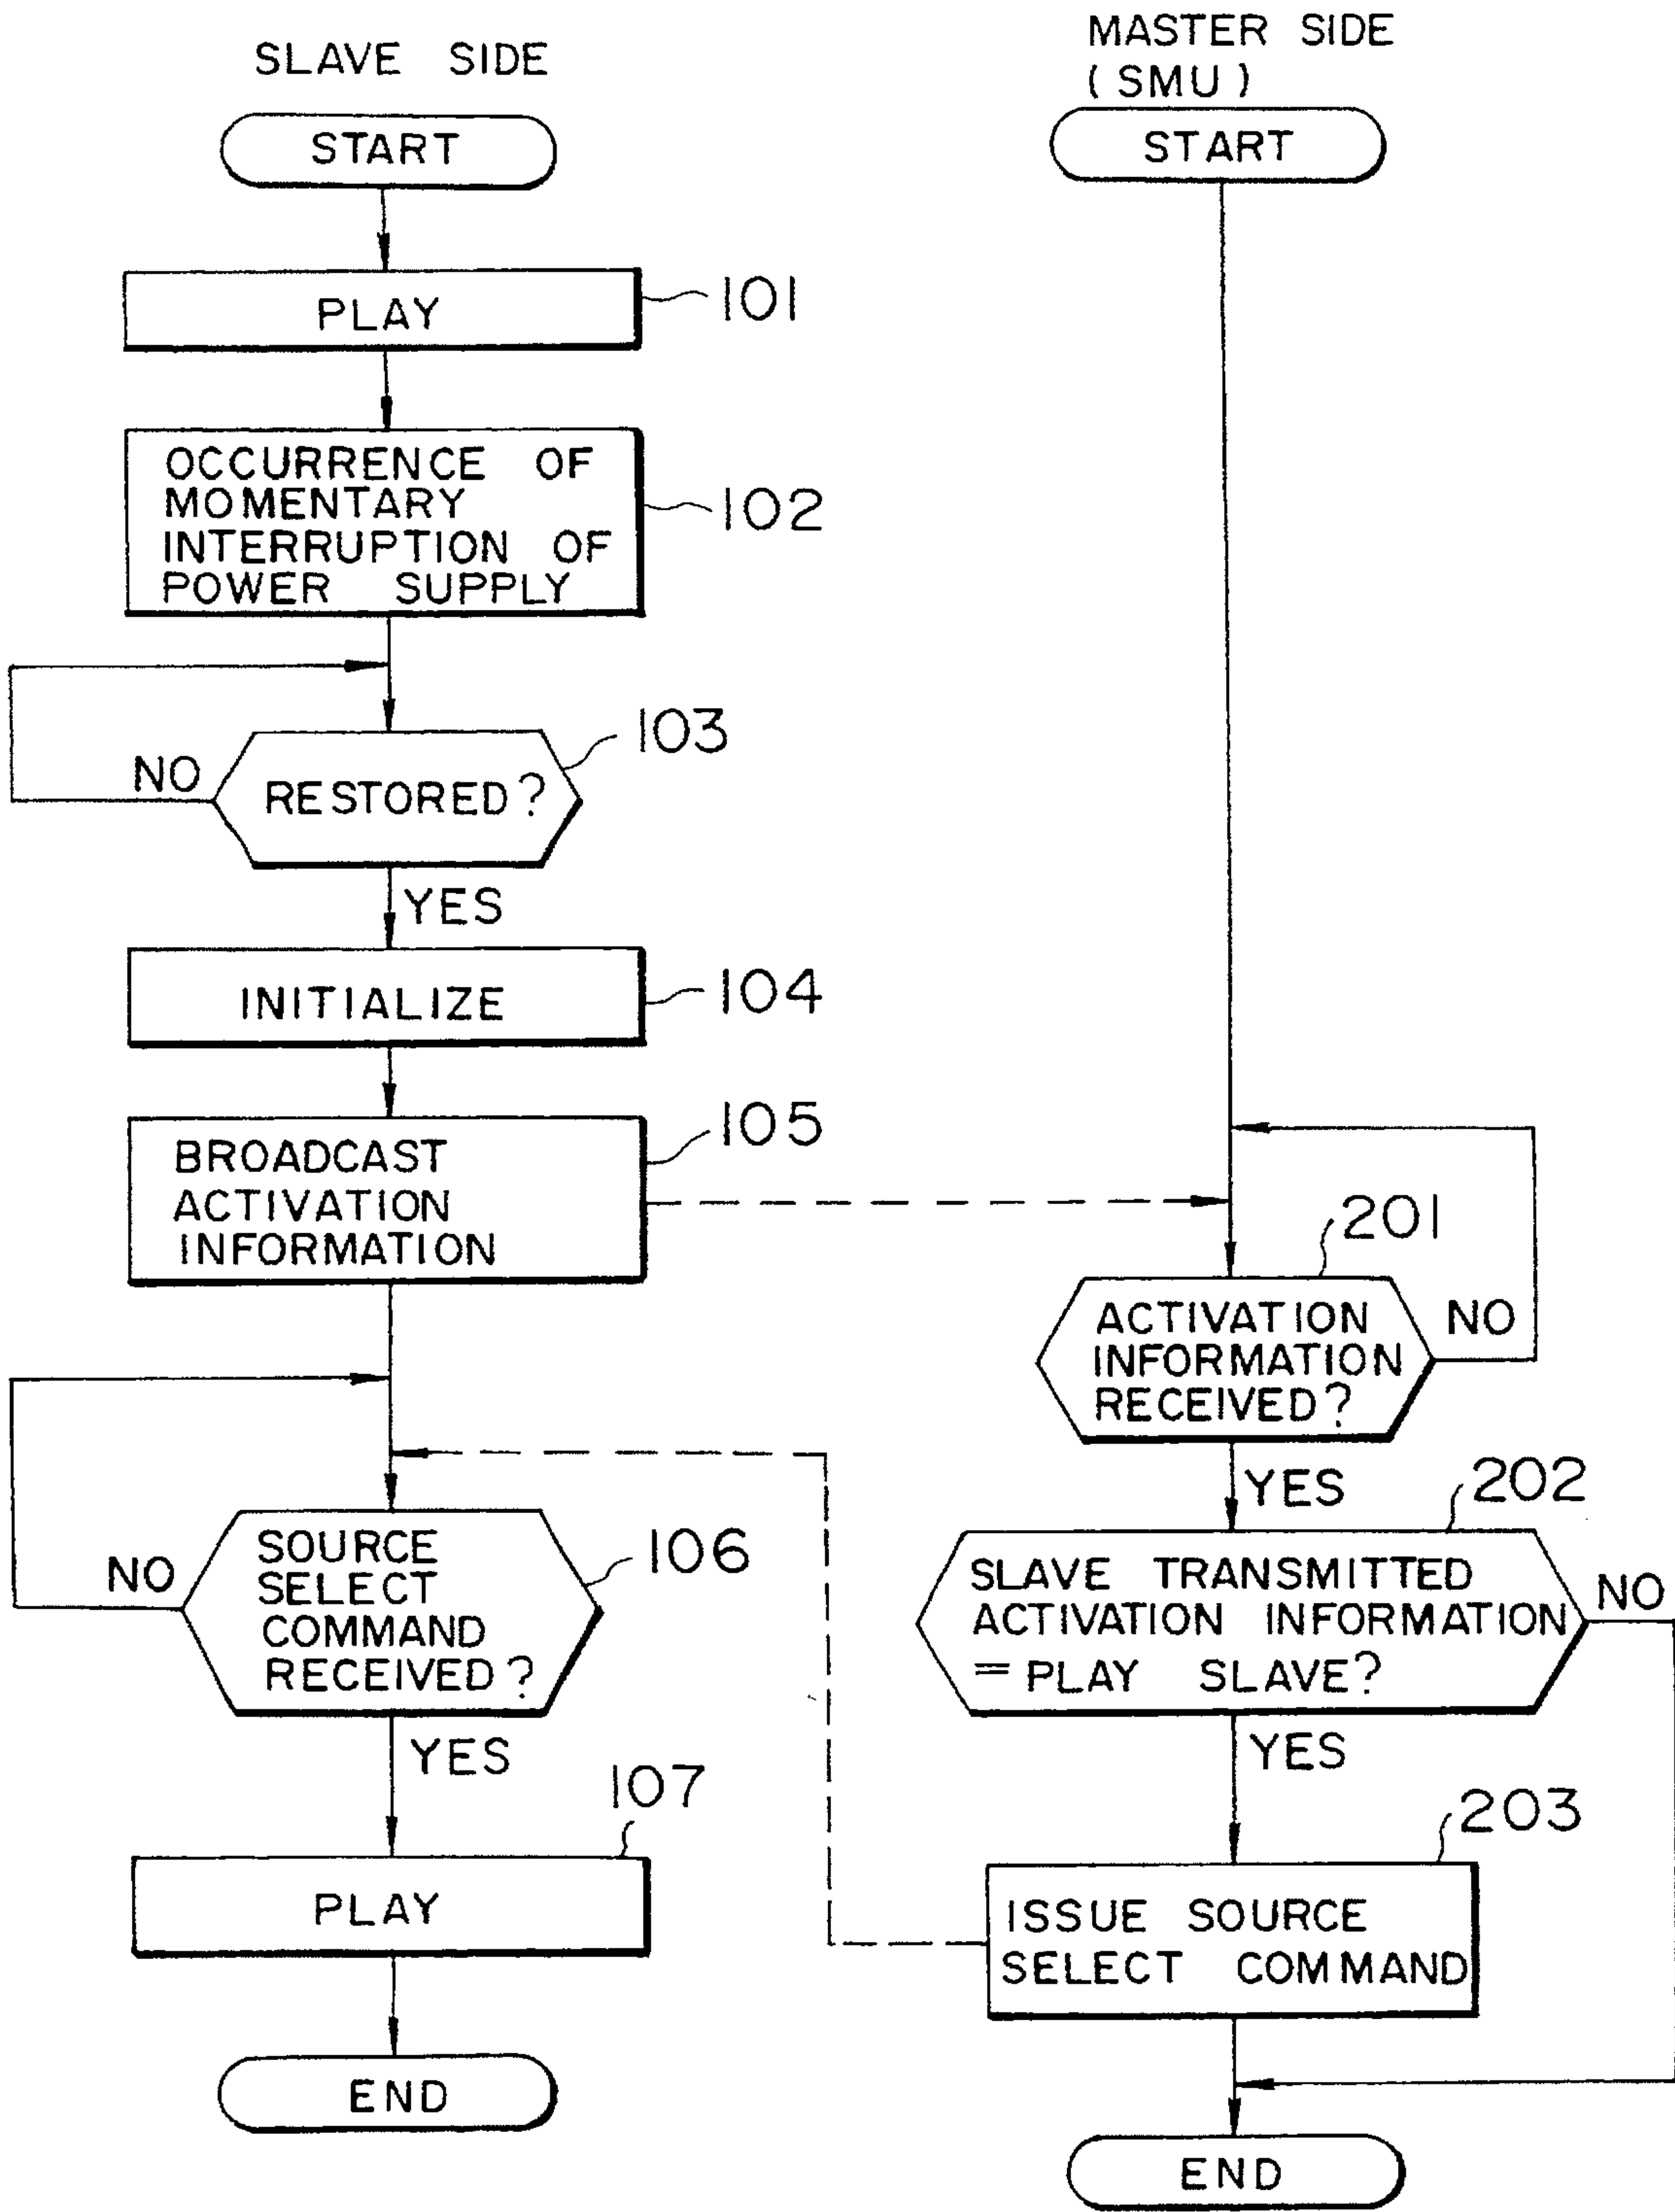 SLAVE SIDE
START
PLAY
101
OCCURRENCE OF
MOMENTARY
INTERRUPTION OF
POWER SUPPLY
102
103
RESTORED?
NO
YES
INITIALIZE
104
BROADCAST
ACTIVATION
INFORMATION
105
SOURCE
SELECT
COMMAND
RECEIVED?
106
NO
YES
107
PLAY
END
MASTER SIDE
(SMU)
START
201
ACTIVATION
INFORMATION
RECEIVED?
NO
YES
202
SLAVE TRANSMITTED
ACTIVATION INFORMATION
= PLAY SLAVE?
NO
YES
203
ISSUE SOURCE
SELECT COMMAND
END